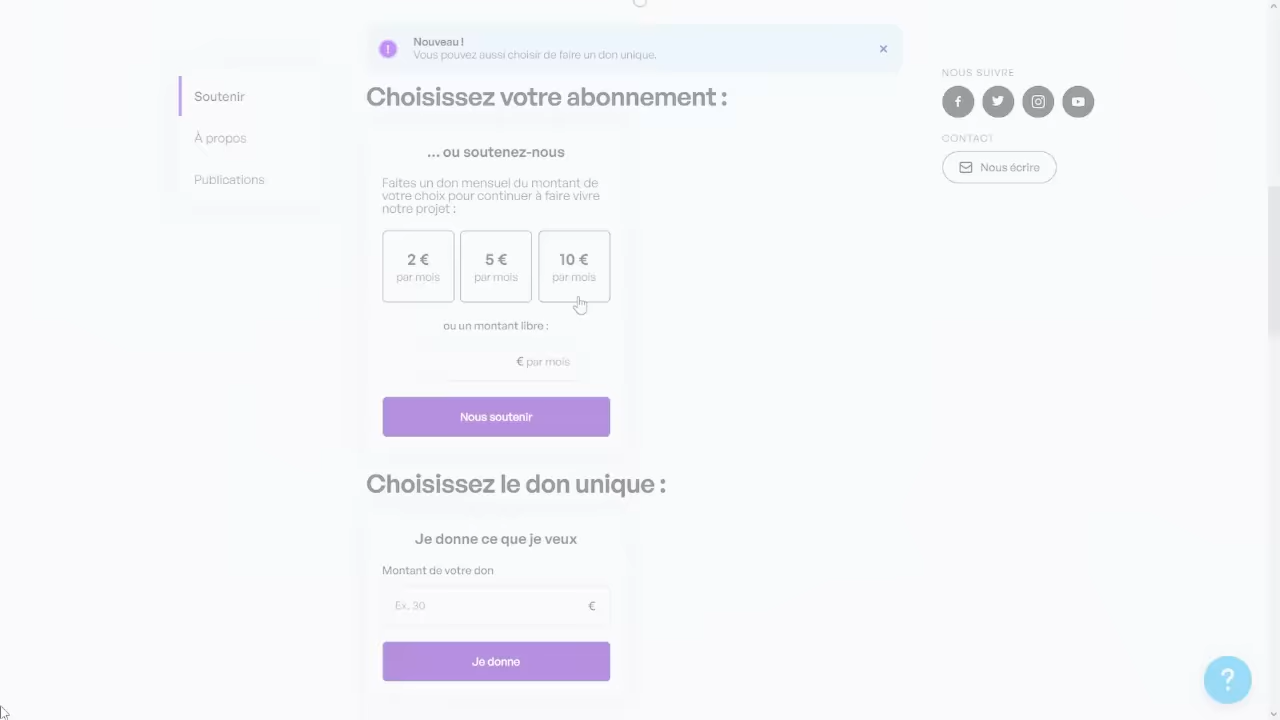 Nouveau !
Vous pouvez aussi choisir de faire un don unique.
Soutenir
À propos
Publications
Choisissez votre abonnement :
... ou soutenez-nous
Faites un don mensuel du montant de
votre choix pour continuer à faire vivre
notre projet :
2 €
par mois
5 €
par mois
10 €
par mois
ou un montant libre :
€ par mois
Nous soutenir
Choisissez le don unique :
Je donne ce que je veux
Montant de votre don
Ex. 30 €
Je donne
NOUS SUIVRE
CONTACT
Nous écrire
?